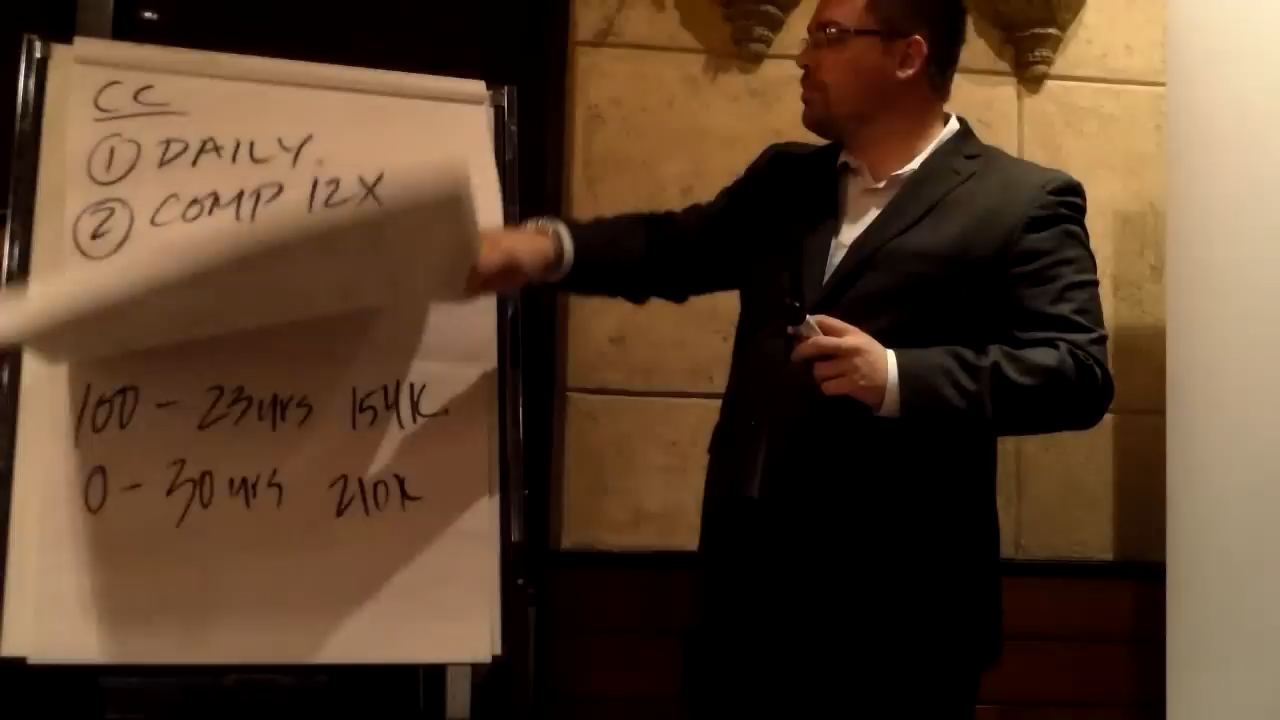 CC
① DAILY
② COMP 12X
100 - 23yrs 154K
0 - 30yrs 210K